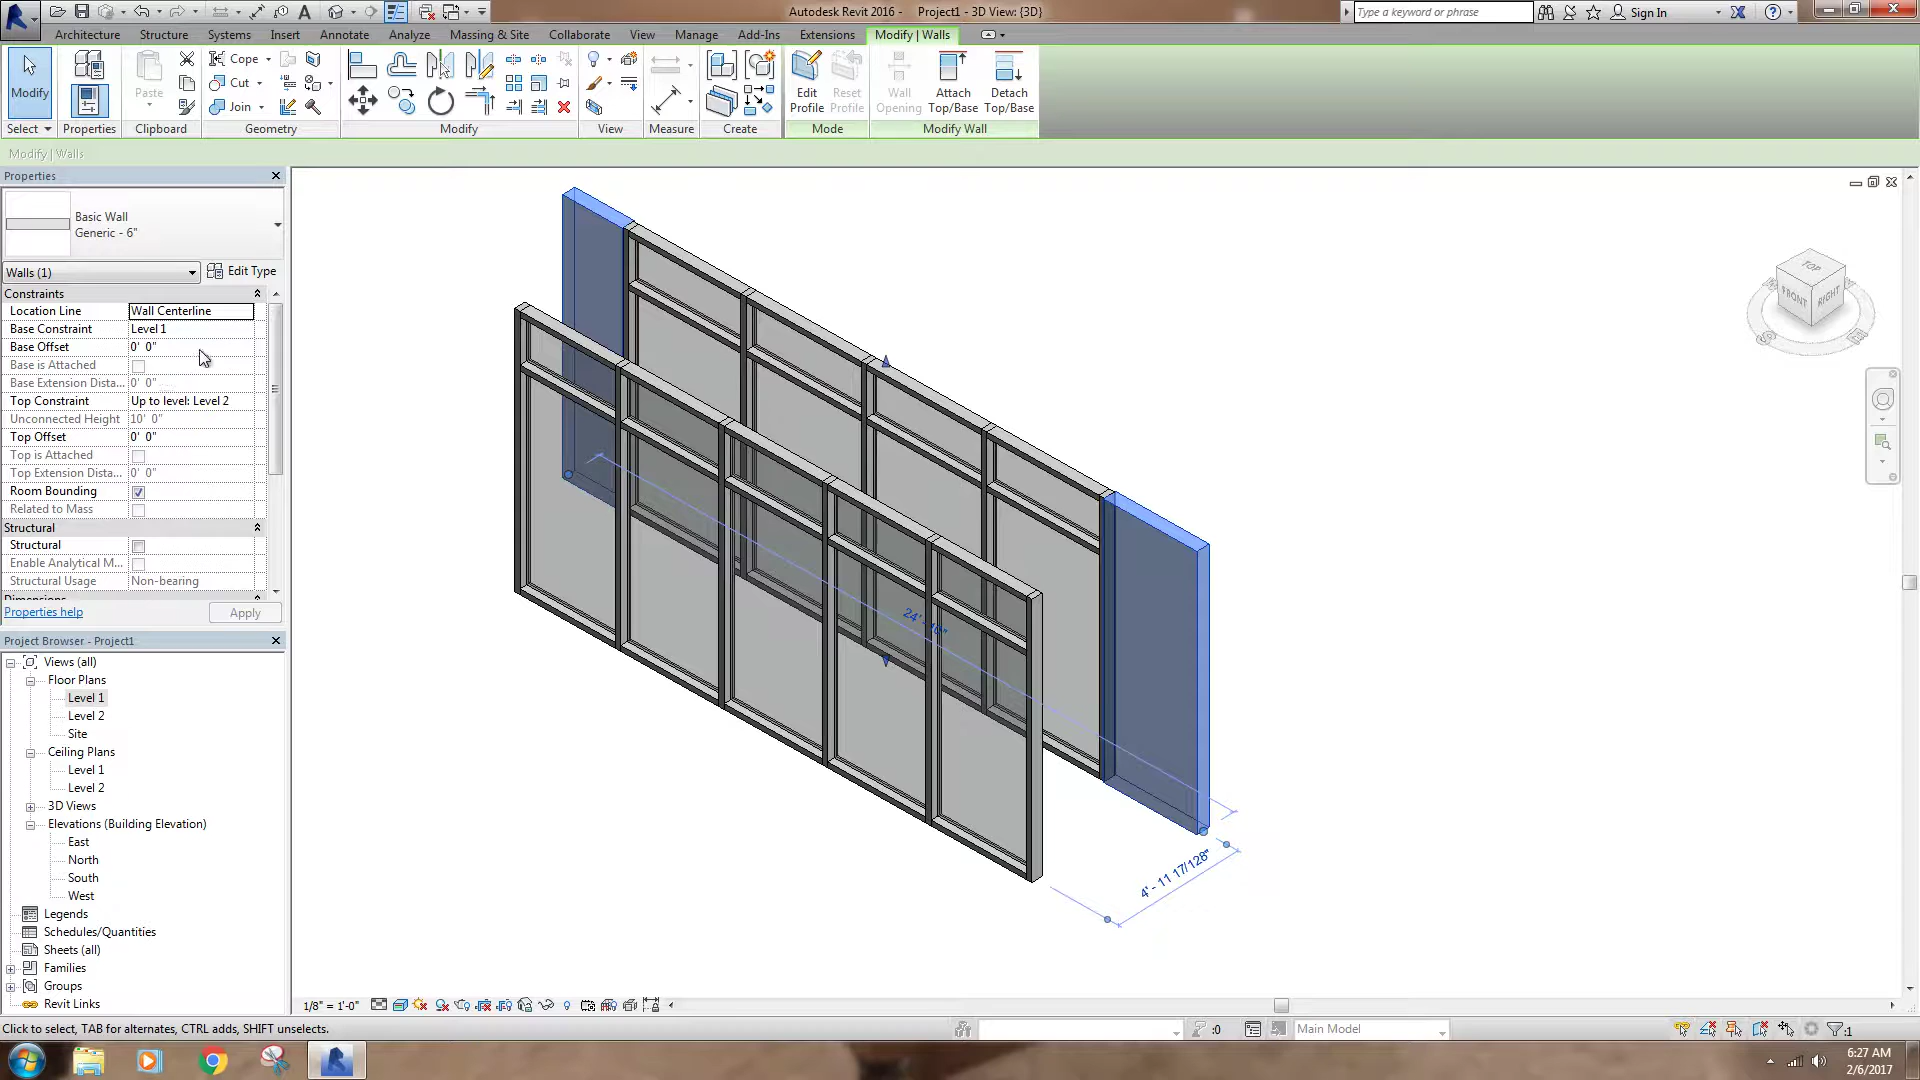 Autodesk Revit 2016 - Project1 - 3D View: {3D}
Type a keyword or phrase
Sign In
Architecture Structure Systems Insert Annotate Analyze Massing & Site Collaborate View Manage Add-Ins Extensions Modify | Walls
Modify
Select
Properties
Paste
Clipboard
Cope
Cut
Join
Geometry
Modify
View
Measure
Create
Edit Profile
Reset Profile
Mode
Wall Opening
Attach Top/Base
Detach Top/Base
Modify Wall
Modify | Walls
Properties
Basic Wall
Generic - 6"
Walls (1)
Edit Type
Constraints
Location Line Wall Centerline
Base Constraint Level 1
Base Offset 0' 0"
Base is Attached
Base Extension Dista... 0' 0"
Top Constraint Up to level: Level 2
Unconnected Height 10' 0"
Top Offset 0' 0"
Top is Attached
Top Extension Dista... 0' 0"
Room Bounding
Related to Mass
Structural
Structural
Enable Analytical M...
Structural Usage Non-bearing
Dimensions
Properties help
Apply
Project Browser - Project1
Views (all)
Floor Plans
Level 1
Level 2
Site
Ceiling Plans
Level 1
Level 2
3D Views
Elevations (Building Elevation)
East
North
South
West
Legends
Schedules/Quantities
Sheets (all)
Families
Groups
Revit Links
TOP
FRONT
RIGHT
4' - 11 17/128"
1/8" = 1'-0"
Click to select, TAB for alternates, CTRL adds, SHIFT unselects.
:0
Main Model
:1
6:27 AM
2/6/2017